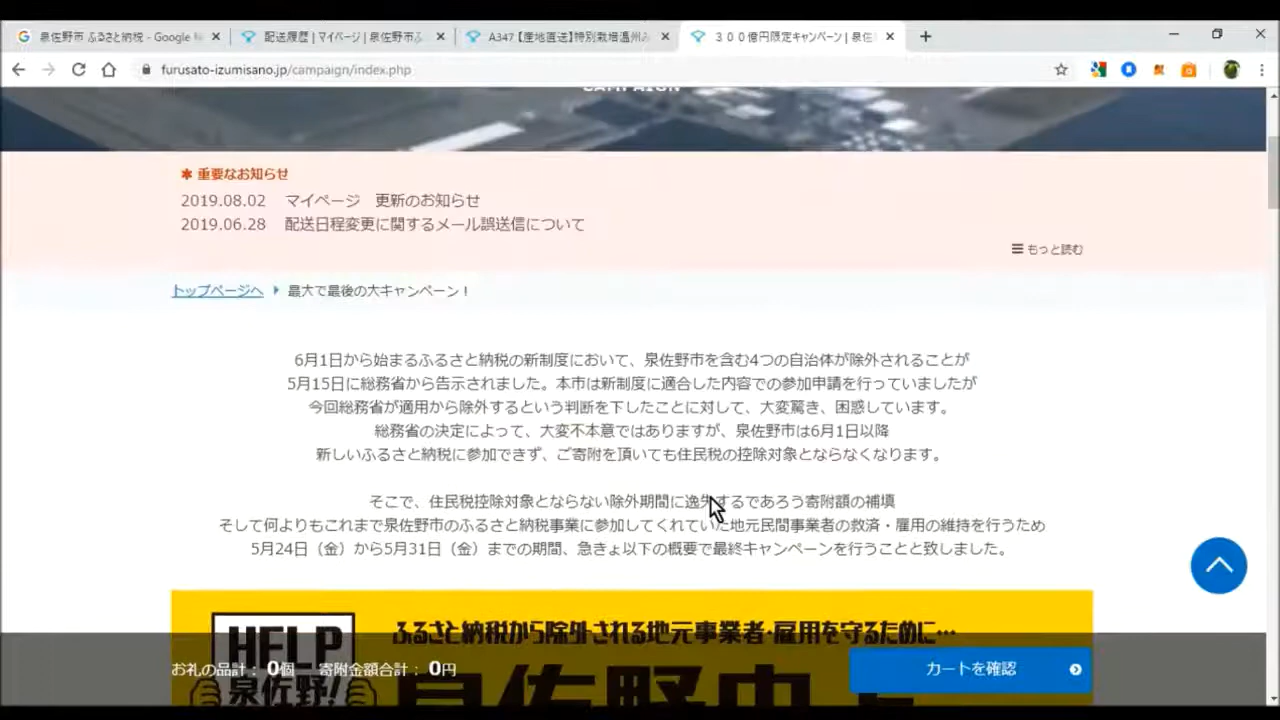 泉佐野市 ふるさと納税 - Google
配送履歴 | マイページ | 泉佐野市ふ
A347 【産地直送】特別栽培温州み
３００億円限定キャンペーン | 泉佐
furusato-izumisano.jp/campaign/index.php
CAMPAIGN
✱ 重要なお知らせ
2019.08.02 マイページ 更新のお知らせ
2019.06.28 配送日程変更に関するメール誤送信について
もっと読む
トップページへ 最大で最後の大キャンペーン！
6月1日から始まるふるさと納税の新制度において、泉佐野市を含む4つの自治体が除外されることが
5月15日に総務省から告示されました。本市は新制度に適合した内容での参加申請を行っていましたが
今回総務省が適用から除外するという判断を下したことに対して、大変驚き、困惑しています。
総務省の決定によって、大変不本意ではありますが、泉佐野市は6月1日以降
新しいふるさと納税に参加できず、ご寄附を頂いても住民税の控除対象とならなくなります。
そこで、住民税控除対象とならない除外期間に逸失するであろう寄附額の補填
そして何よりもこれまで泉佐野市のふるさと納税事業に参加してくれていた地元民間事業者の救済・雇用の維持を行うため
5月24日（金）から5月31日（金）までの期間、急きょ以下の概要で最終キャンペーンを行うことと致しました。
HELP
泉佐野!
ふるさと納税から除外される地元事業者・雇用を守るために…
泉佐野市と
お礼の品計： 0個 寄附金額合計： 0円
カートを確認